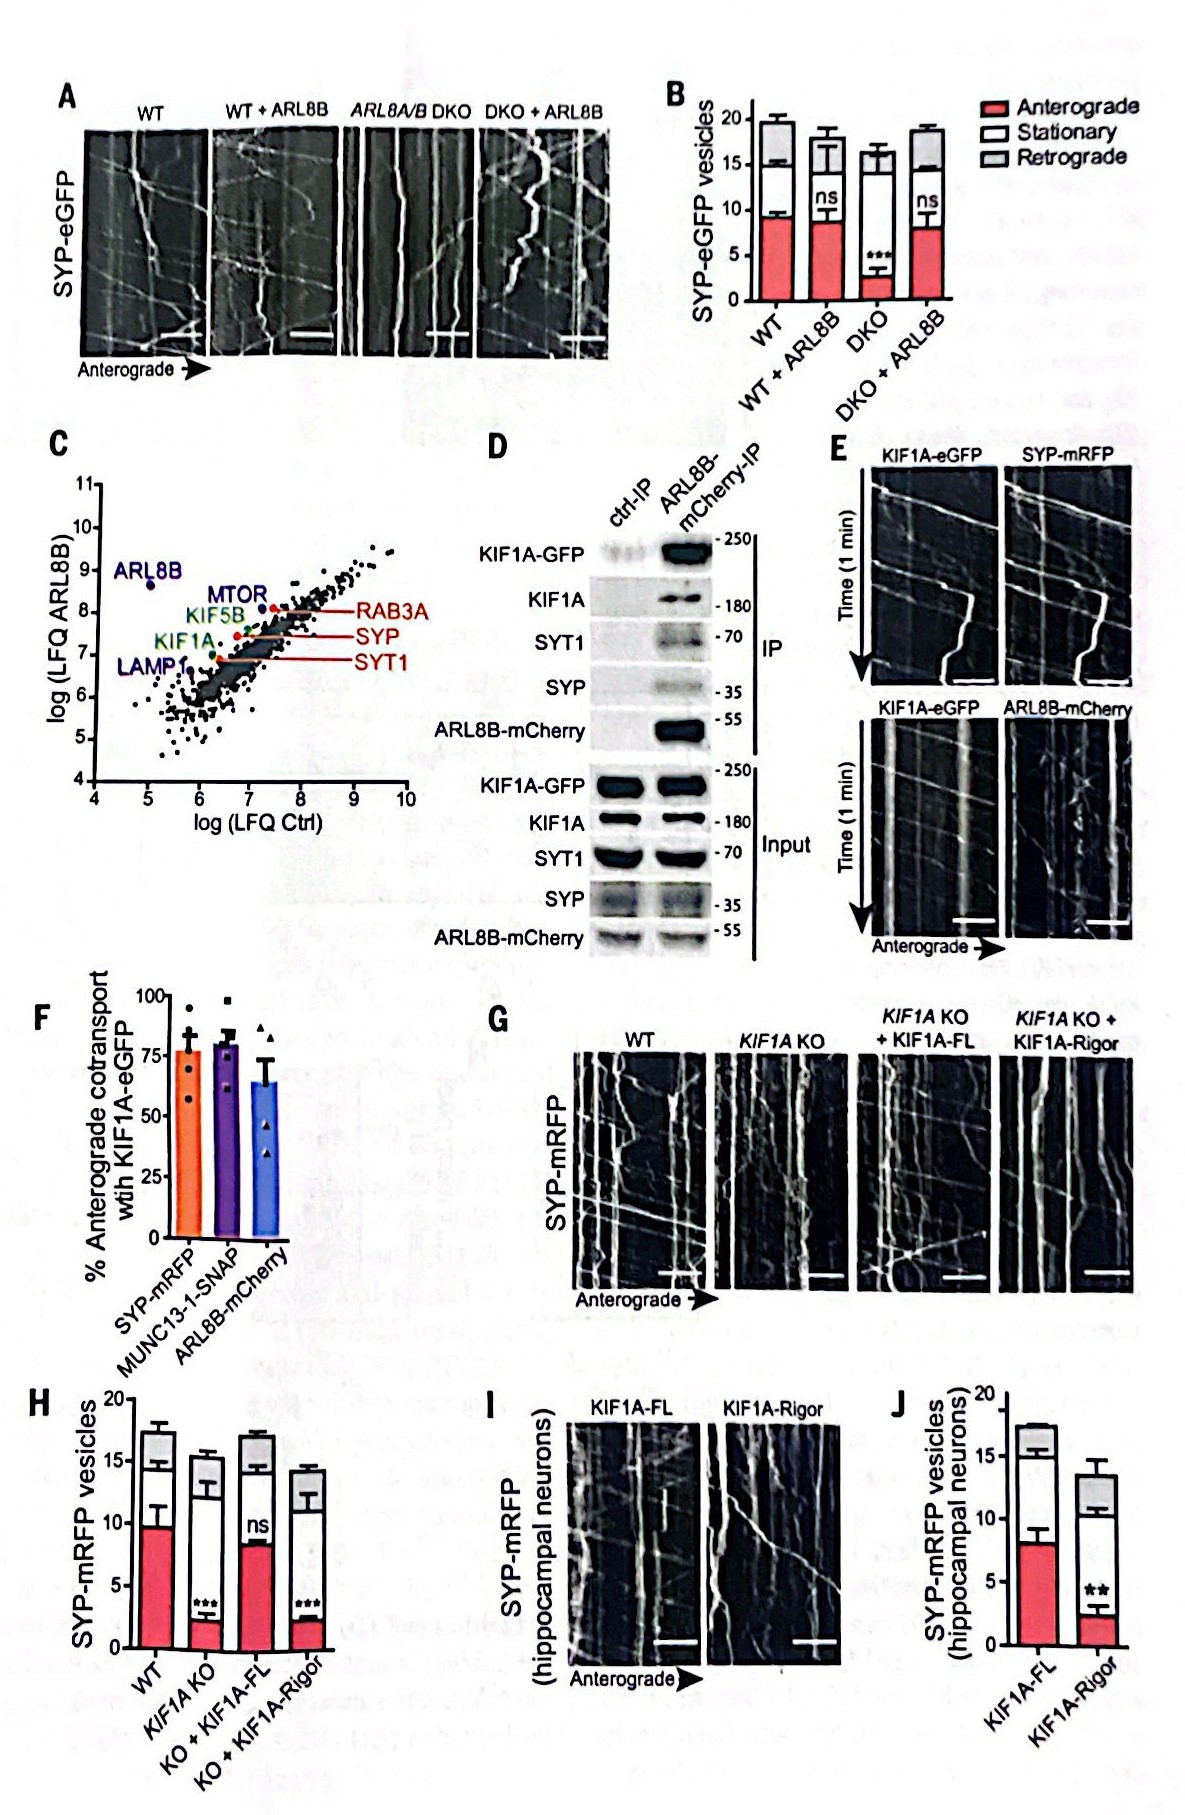 A
WT
WT + ARL8B
ARL8A/B DKO
DKO + ARL8B
SYP-eGFP
Anterograde
B
SYP-eGFP vesicles
20
15
10
5
0
ns
***
ns
WT
WT + ARL8B
DKO
DKO + ARL8B
Anterograde
Stationary
Retrograde
C
log (LFQ ARL8B)
11
10
9
8
7
6
5
4
ARL8B
MTOR
KIF5B
KIF1A
LAMP1
RAB3A
SYP
SYT1
4 5 6 7 8 9 10
log (LFQ Ctrl)
D
ctrl-IP
ARL8B-
mCherry-IP
KIF1A-GFP
- 250
KIF1A
- 180
SYT1
- 70
SYP
- 35
ARL8B-mCherry
- 55
IP
KIF1A-GFP
- 250
KIF1A
- 180
SYT1
- 70
SYP
- 35
ARL8B-mCherry
- 55
Input
E
KIF1A-eGFP
SYP-mRFP
Time (1 min)
KIF1A-eGFP
ARL8B-mCherry
Time (1 min)
Anterograde
F
% Anterograde cotransport
wtih KIF1A-eGFP
100
75
50
25
0
SYP-mRFP
MUNC13-1-SNAP
ARL8B-mCherry
G
WT
KIF1A KO
KIF1A KO
+ KIF1A-FL
KIF1A KO +
KIF1A-Rigor
SYP-mRFP
Anterograde
H
SYP-mRFP vesicles
20
15
10
5
0
***
ns
***
WT
KIF1A KO
KO + KIF1A-FL
KO + KIF1A-Rigor
I
KIF1A-FL
KIF1A-Rigor
SYP-mRFP
(hippocampal neurons)
Anterograde
J
SYP-mRFP vesicles
(hippocampal neurons)
20
15
10
5
0
**
KIF1A-FL
KIF1A-Rigor